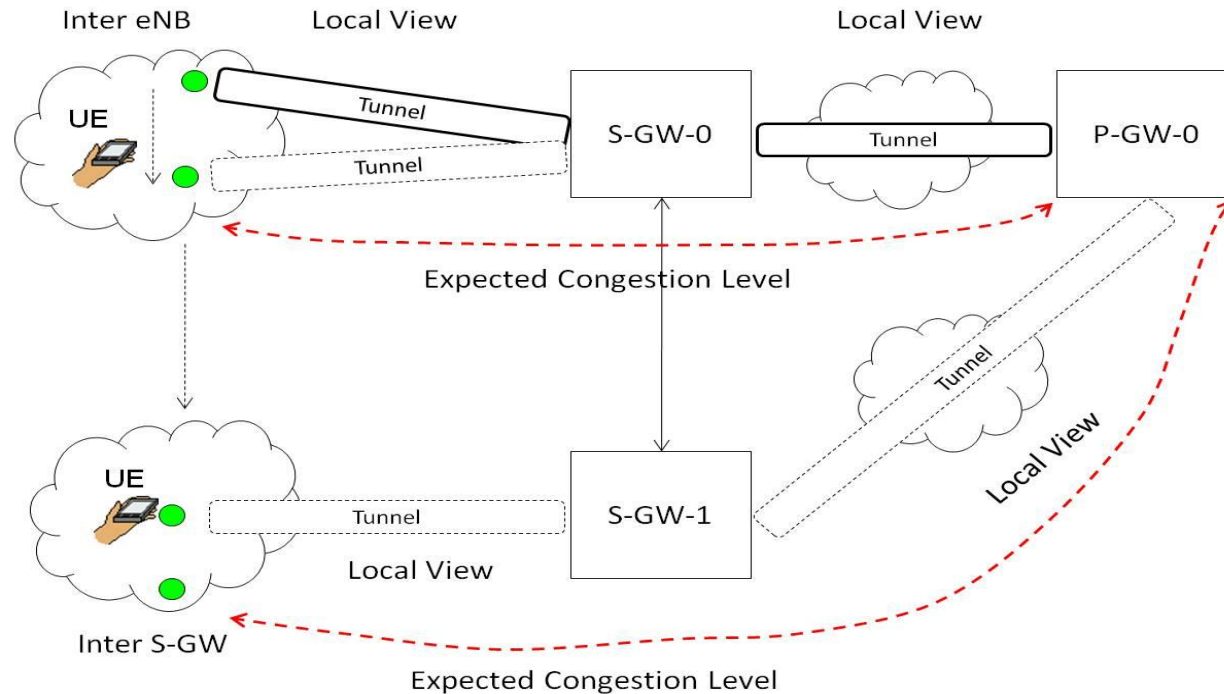 Inter eNB
Local View
Local View
UE
Tunnel
Tunnel
S-GW-0
Tunnel
P-GW-0
Expected Congestion Level
Tunnel
Local View
UE
Tunnel
S-GW-1
Local View
Inter S-GW
Expected Congestion Level